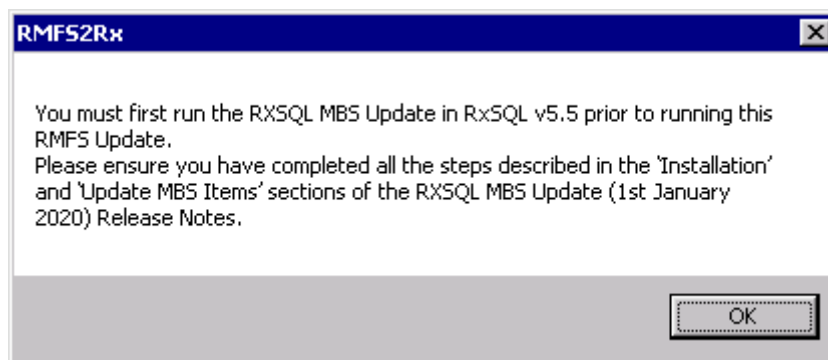 RMFS2Rx
You must first run the RXSQL MBS Update in RxSQL v5.5 prior to running this
RMFS Update.
Please ensure you have completed all the steps described in the 'Installation'
and 'Update MBS Items' sections of the RXSQL MBS Update (1st January
2020) Release Notes.
OK